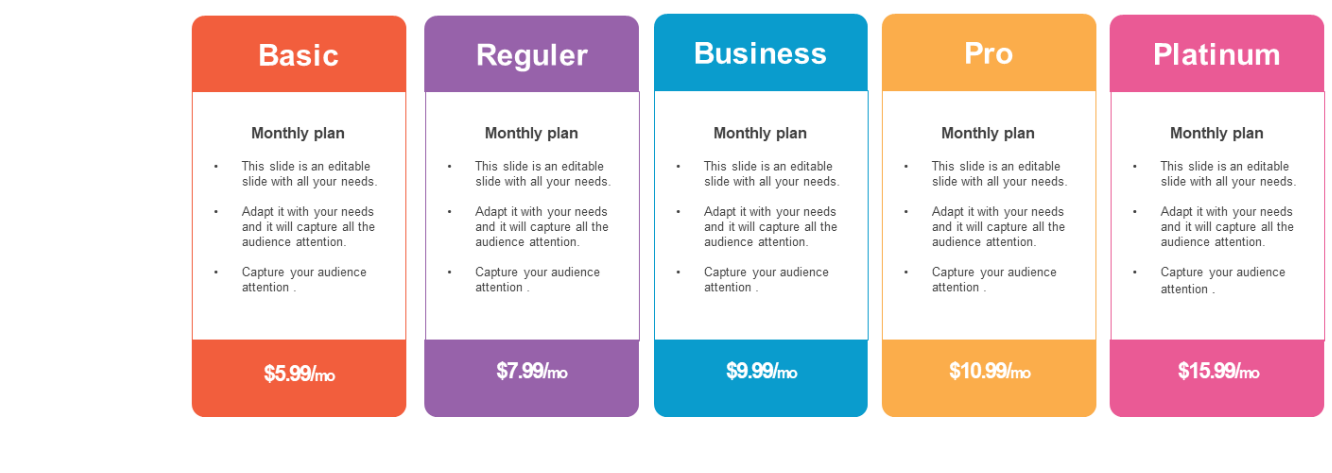 Basic
Monthly plan
• This slide is an editable
slide with all your needs.
• Adapt it with your needs
and it will capture all the
audience attention.
• Capture your audience
attention .
$5.99/mo
Reguler
Monthly plan
• This slide is an editable
slide with all your needs.
• Adapt it with your needs
and it will capture all the
audience attention.
• Capture your audience
attention .
$7.99/mo
Business
Monthly plan
• This slide is an editable
slide with all your needs.
• Adapt it with your needs
and it will capture all the
audience attention.
• Capture your audience
attention .
$9.99/mo
Pro
Monthly plan
• This slide is an editable
slide with all your needs.
• Adapt it with your needs
and it will capture all the
audience attention.
• Capture your audience
attention .
$10.99/mo
Platinum
Monthly plan
• This slide is an editable
slide with all your needs.
• Adapt it with your needs
and it will capture all the
audience attention.
• Capture your audience
attention .
$15.99/mo